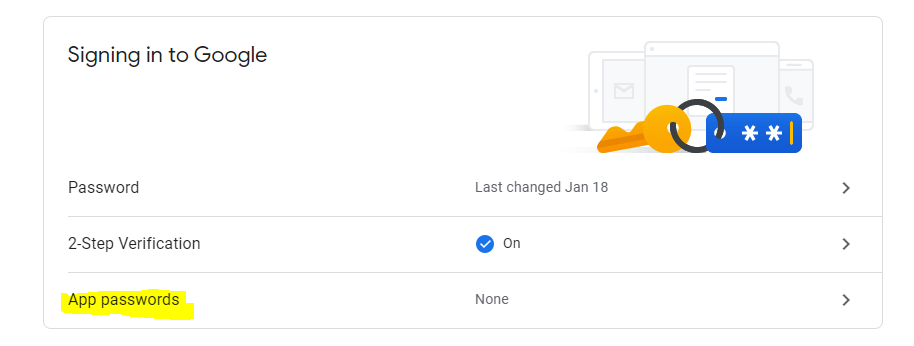 Signing in to Google
Password Last changed Jan 18
2-Step Verification On
App passwords None